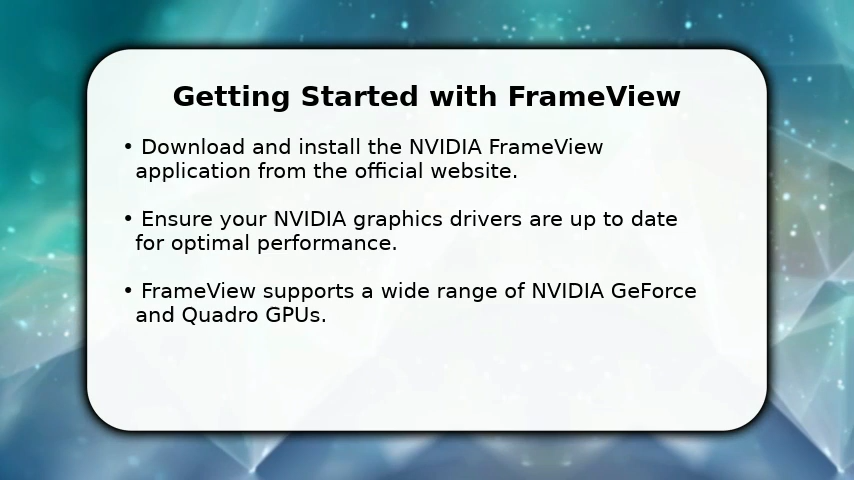 Getting Started with FrameView
• Download and install the NVIDIA FrameView
application from the official website.
• Ensure your NVIDIA graphics drivers are up to date
for optimal performance.
• FrameView supports a wide range of NVIDIA GeForce
and Quadro GPUs.